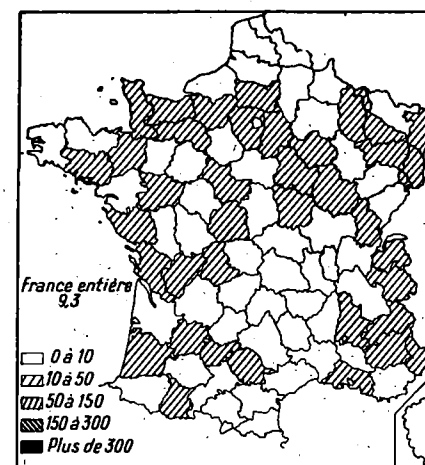 France entière
9,3
0 à 10
10 à 50
50 à 150
150 à 300
Plus de 300